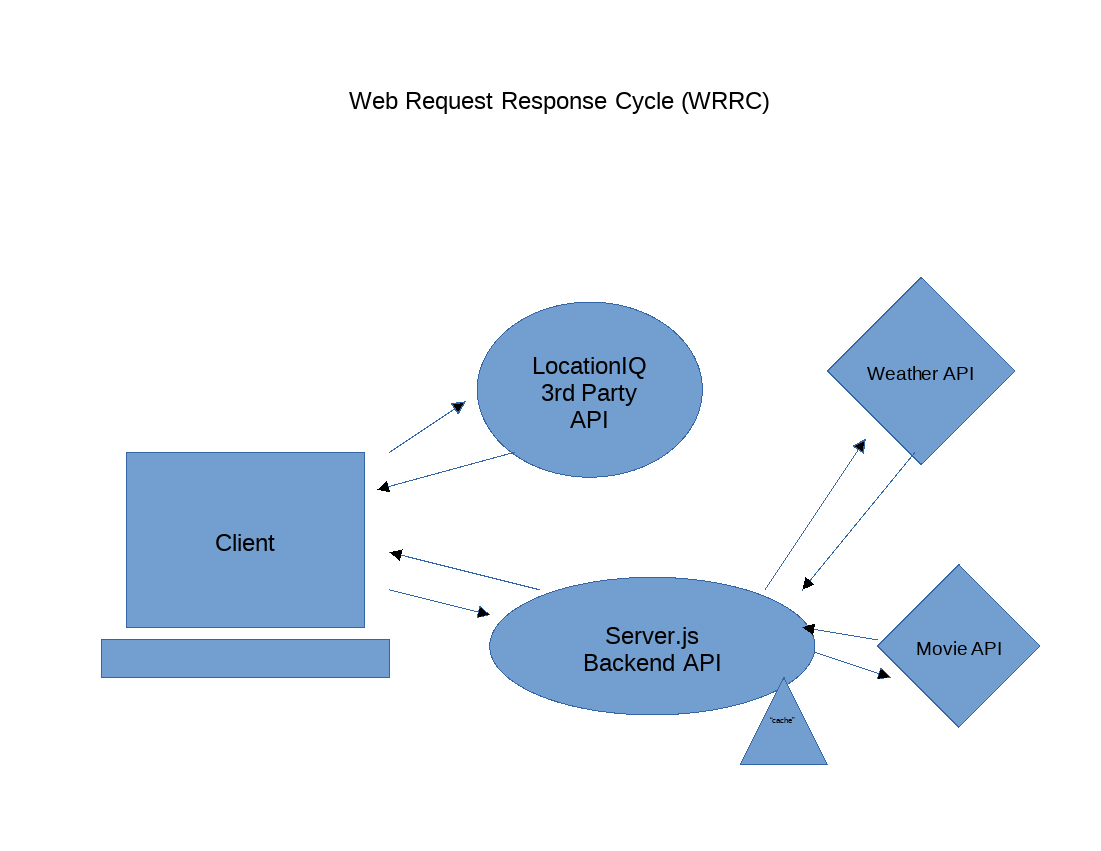 Web Request Response Cycle (WRRC)
LocationIQ
3rd Party
API
Weather API
Client
Server.js
Backend API
Movie API
"cache"